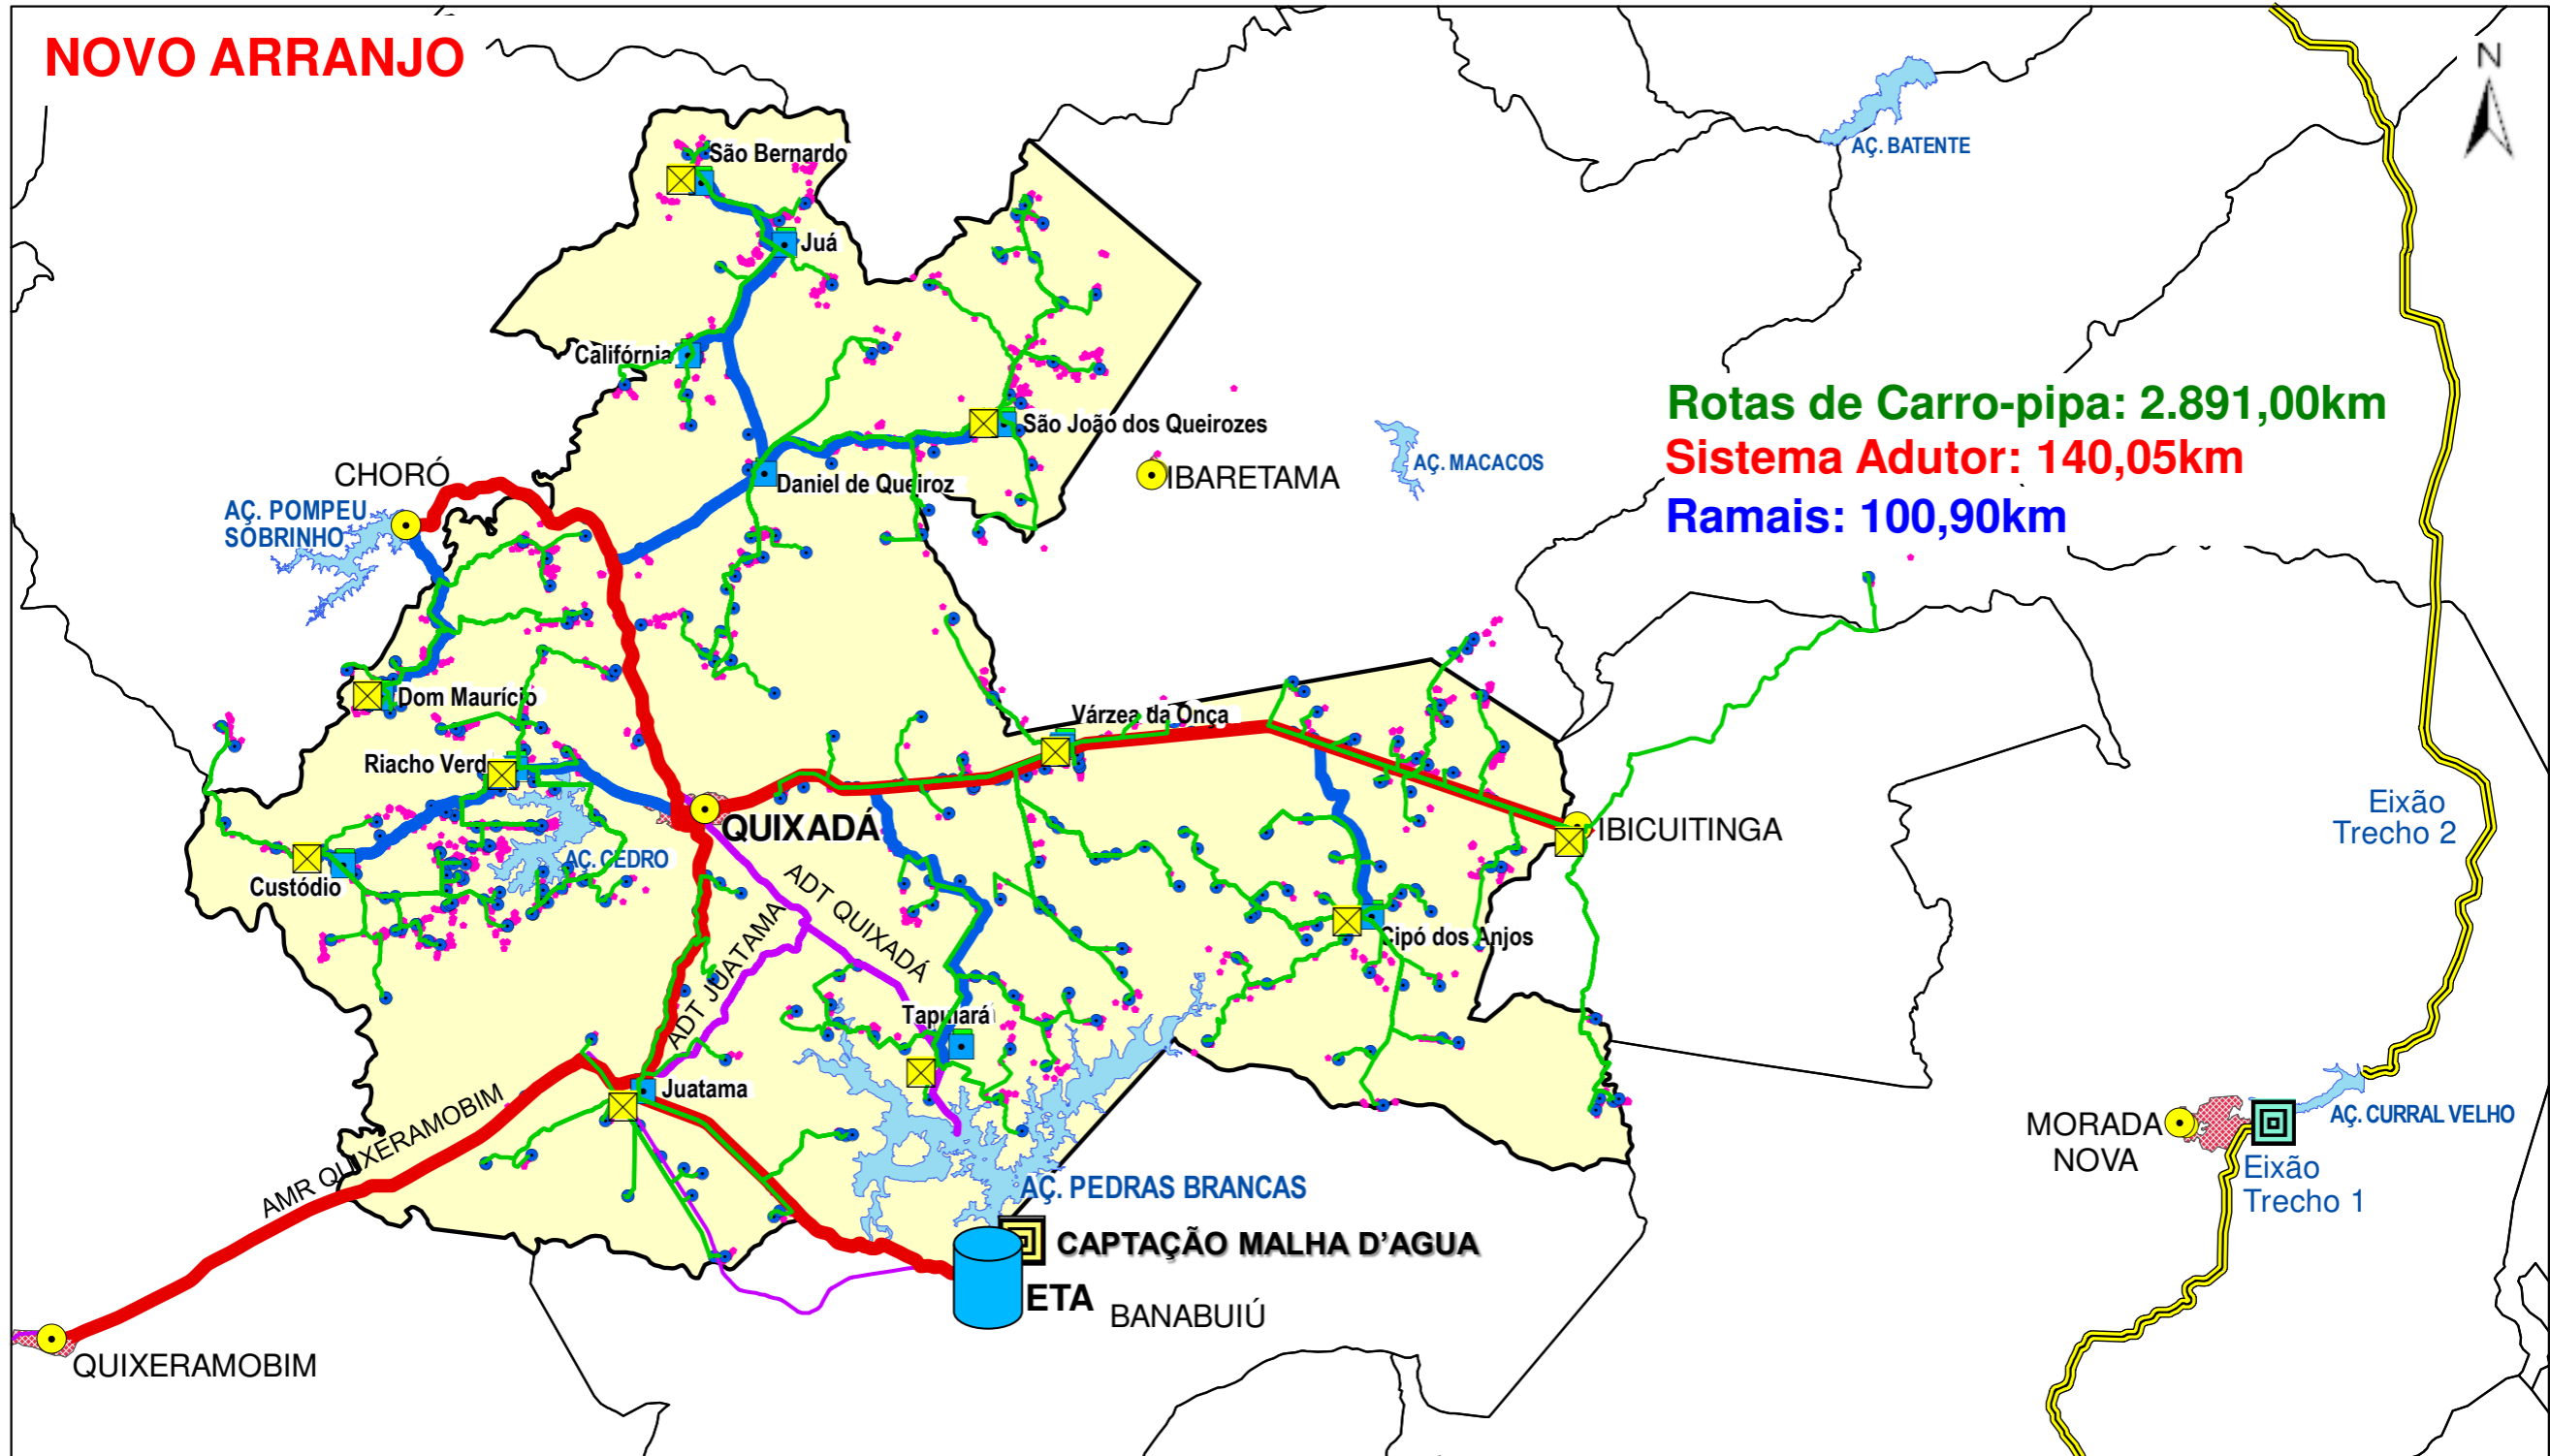 NOVO ARRANJO
N
São Bernardo
AÇ. BATENTE
Juá
Califórnia
Rotas de Carro-pipa: 2.891,00km
São João dos Queirozes
Sistema Adutor: 140,05km
CHORÓ
AÇ. MACACOS
IBARETAMA
Daniel de Queiroz
AÇ. POMPEU
SOBRINHO
Ramais: 100,90km
Dom Maurício
Várzea da Onça
Riacho Verd
QUIXADÁ
IBICUITINGA
Eixão
Trecho 2
AÇ. CEDRO
Custódio
ADT QUIXADÁ
ADT JUATAMA
Cipó dos Anjos
Tapuiará
Juatama
AMR QUIXERAMOBIM
AÇ. CURRAL VELHO
MORADA
NOVA
Eixão
Trecho 1
AÇ. PEDRAS BRANCAS
CAPTAÇÃO MALHA D’AGUA
ETA
BANABUIÚ
QUIXERAMOBIM